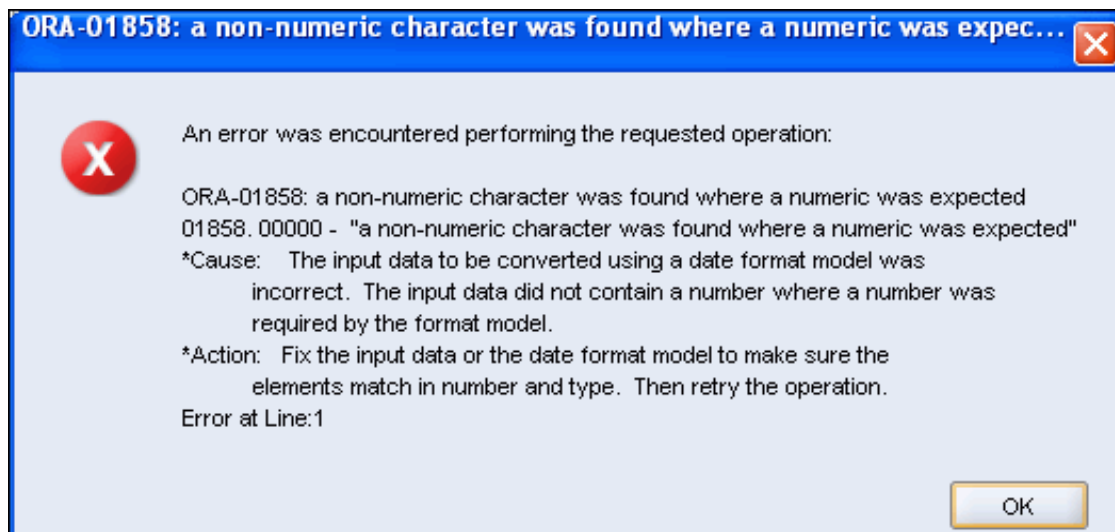 ORA-01858: a non-numeric character was found where a numeric was expec...
An error was encountered performing the requested operation:
ORA-01858: a non-numeric character was found where a numeric was expected
01858. 00000 - "a non-numeric character was found where a numeric was expected"
*Cause: The input data to be converted using a date format model was
incorrect. The input data did not contain a number where a number was
required by the format model.
*Action: Fix the input data or the date format model to make sure the
elements match in number and type. Then retry the operation.
Error at Line:1
OK